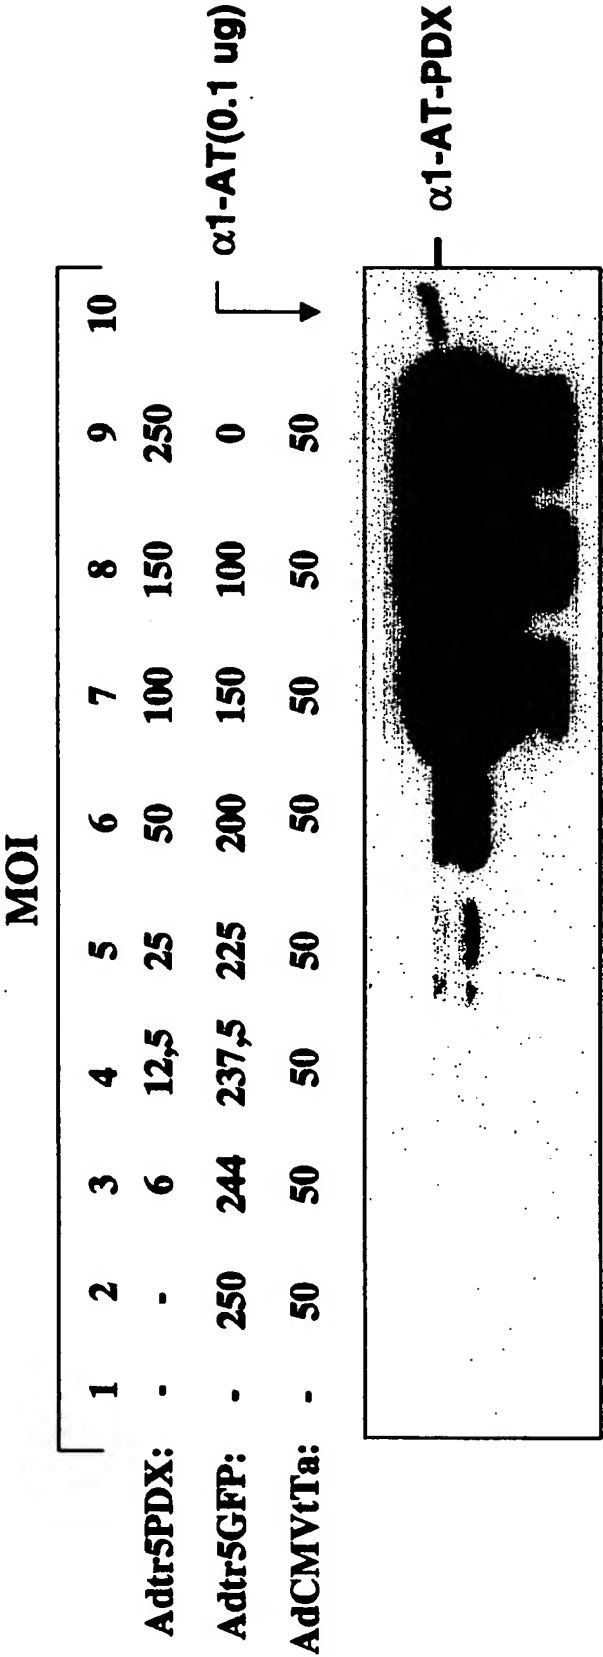 MOI
1 2 3 4 5 6 7 8 9 10
Adtr5PDX: - - 6 12,5 25 50 100 150 250
Adtr5GFP: - 250 244 237,5 225 200 150 100 0
α1-AT(0.1 ug)
AdCMVtTa: - 50 50 50 50 50 50 50 50
α1-AT-PDX